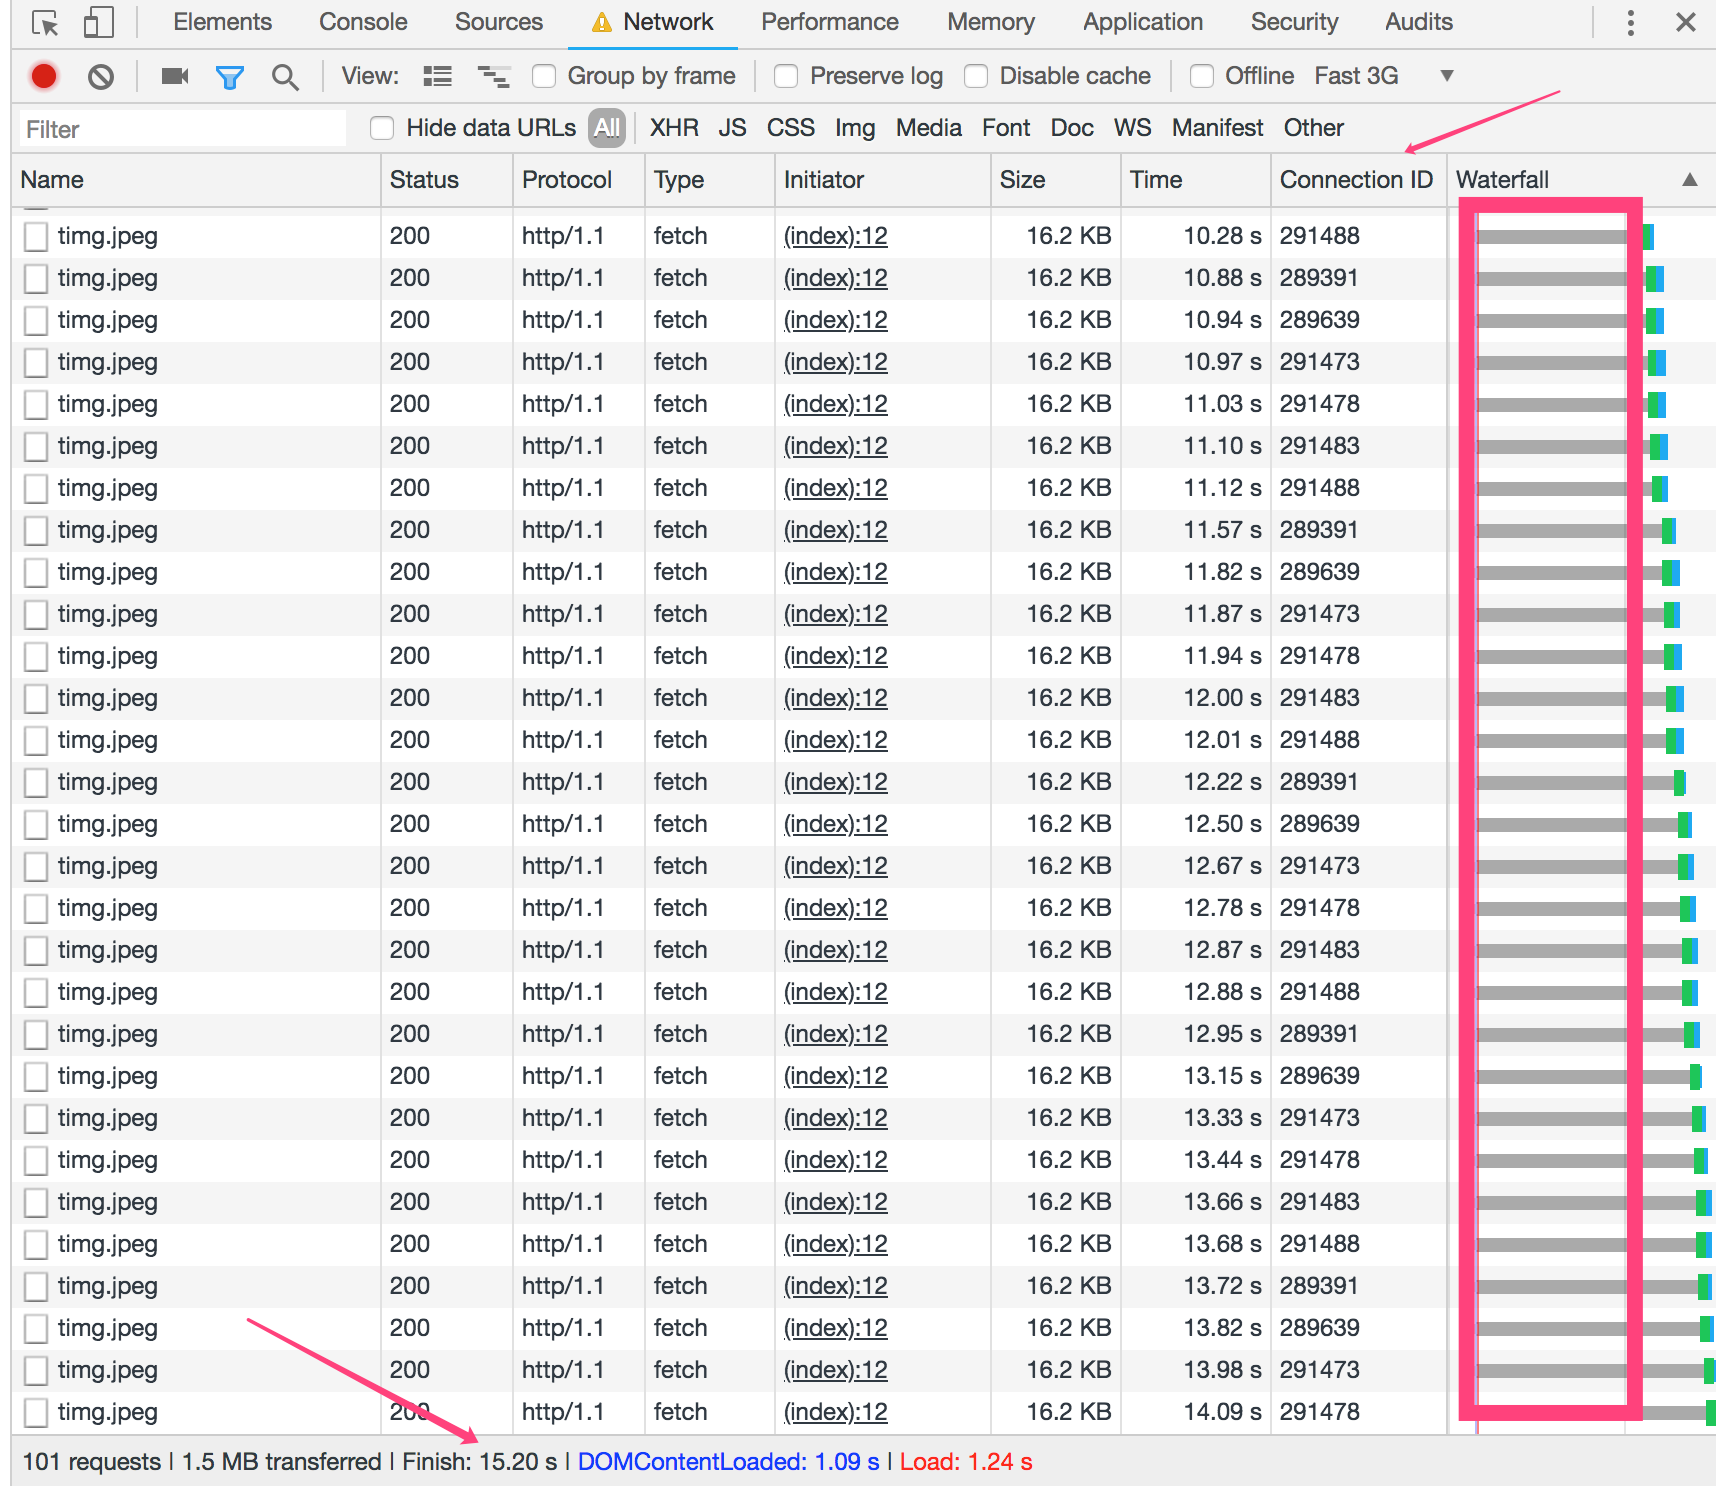 Elements Console Sources Network Performance Memory Application Security Audits
View: Group by frame Preserve log Disable cache Offline Fast 3G
Filter Hide data URLs All XHR JS CSS Img Media Font Doc WS Manifest Other
Name Status Protocol Type Initiator Size Time Connection ID Waterfall
timg.jpeg 200 http/1.1 fetch (index):12 16.2 KB 10.28 s 291488
timg.jpeg 200 http/1.1 fetch (index):12 16.2 KB 10.88 s 289391
timg.jpeg 200 http/1.1 fetch (index):12 16.2 KB 10.94 s 289639
timg.jpeg 200 http/1.1 fetch (index):12 16.2 KB 10.97 s 291473
timg.jpeg 200 http/1.1 fetch (index):12 16.2 KB 11.03 s 291478
timg.jpeg 200 http/1.1 fetch (index):12 16.2 KB 11.10 s 291483
timg.jpeg 200 http/1.1 fetch (index):12 16.2 KB 11.12 s 291488
timg.jpeg 200 http/1.1 fetch (index):12 16.2 KB 11.57 s 289391
timg.jpeg 200 http/1.1 fetch (index):12 16.2 KB 11.82 s 289639
timg.jpeg 200 http/1.1 fetch (index):12 16.2 KB 11.87 s 291473
timg.jpeg 200 http/1.1 fetch (index):12 16.2 KB 11.94 s 291478
timg.jpeg 200 http/1.1 fetch (index):12 16.2 KB 12.00 s 291483
timg.jpeg 200 http/1.1 fetch (index):12 16.2 KB 12.01 s 291488
timg.jpeg 200 http/1.1 fetch (index):12 16.2 KB 12.22 s 289391
timg.jpeg 200 http/1.1 fetch (index):12 16.2 KB 12.50 s 289639
timg.jpeg 200 http/1.1 fetch (index):12 16.2 KB 12.67 s 291473
timg.jpeg 200 http/1.1 fetch (index):12 16.2 KB 12.78 s 291478
timg.jpeg 200 http/1.1 fetch (index):12 16.2 KB 12.87 s 291483
timg.jpeg 200 http/1.1 fetch (index):12 16.2 KB 12.88 s 291488
timg.jpeg 200 http/1.1 fetch (index):12 16.2 KB 12.95 s 289391
timg.jpeg 200 http/1.1 fetch (index):12 16.2 KB 13.15 s 289639
timg.jpeg 200 http/1.1 fetch (index):12 16.2 KB 13.33 s 291473
timg.jpeg 200 http/1.1 fetch (index):12 16.2 KB 13.44 s 291478
timg.jpeg 200 http/1.1 fetch (index):12 16.2 KB 13.66 s 291483
timg.jpeg 200 http/1.1 fetch (index):12 16.2 KB 13.68 s 291488
timg.jpeg 200 http/1.1 fetch (index):12 16.2 KB 13.72 s 289391
timg.jpeg 200 http/1.1 fetch (index):12 16.2 KB 13.82 s 289639
timg.jpeg 200 http/1.1 fetch (index):12 16.2 KB 13.98 s 291473
timg.jpeg 200 http/1.1 fetch (index):12 16.2 KB 14.09 s 291478
101 requests | 1.5 MB transferred | Finish: 15.20 s | DOMContentLoaded: 1.09 s | Load: 1.24 s